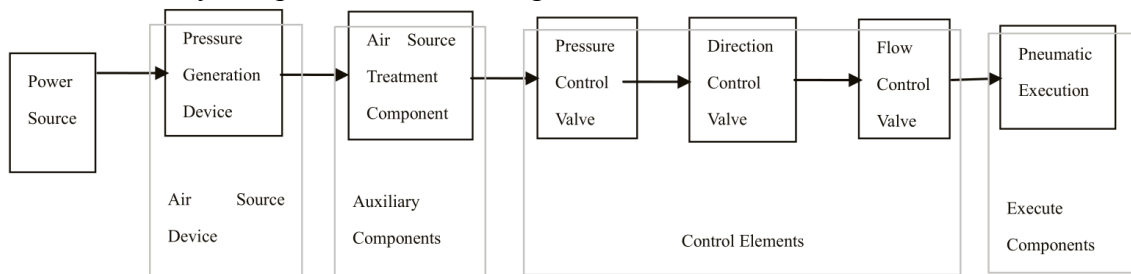 Power
Source
Pressure
Generation
Device
Air Source
Device
Air Source
Treatment
Component
Auxiliary
Components
Pressure
Control
Valve
Direction
Control
Valve
Flow
Control
Valve
Control Elements
Pneumatic
Execution
Execute
Components